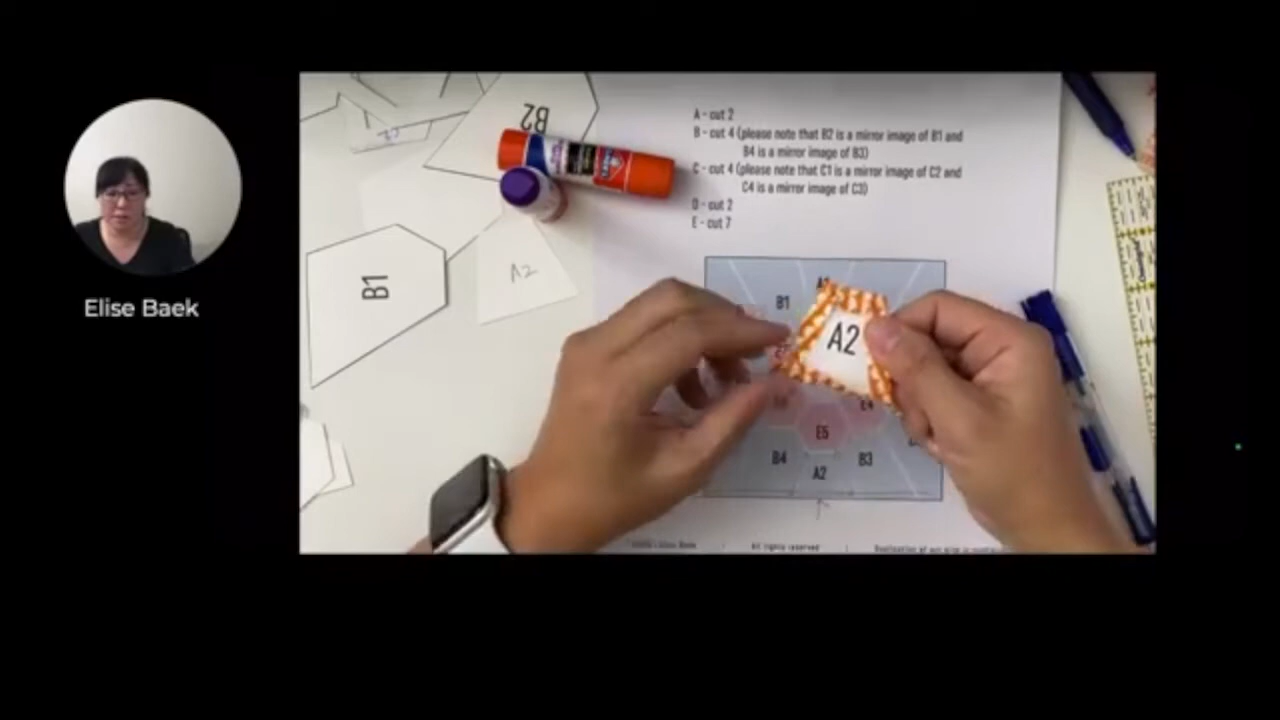 Elise Baek
B2
A - cut 2
B - cut 4 (please note that B2 is a mirror image of B1 and
B4 is a mirror image of B3)
C - cut 4 (please note that C1 is a mirror image of C2 and
C4 is a mirror image of C3)
D - cut 2
E - cut 7
B1
A2
B1
A2
E4
E5
B4
B3
A2
All rights reserved